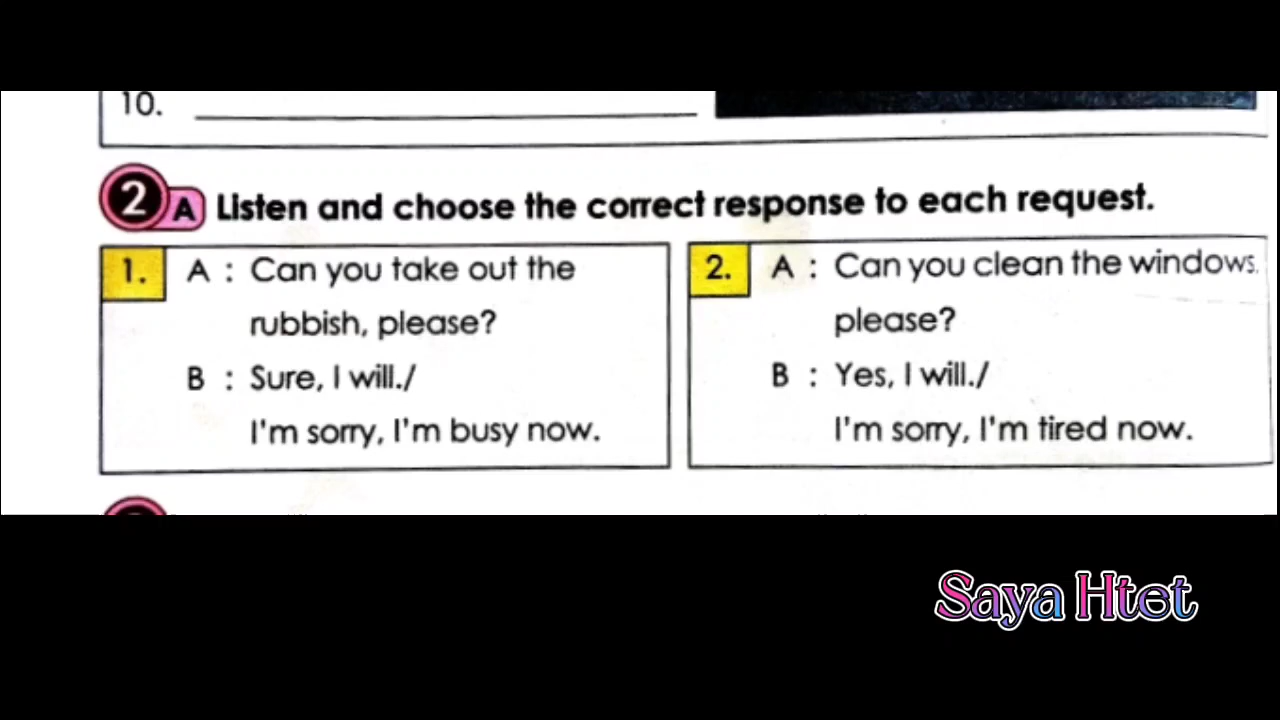 10.
2 A Listen and choose the correct response to each request.
1. A : Can you take out the
rubbish, please?
B : Sure, I will./
I'm sorry, I'm busy now.
2. A : Can you clean the windows,
please?
B : Yes, I will./
I'm sorry, I'm tired now.
Saya Htet